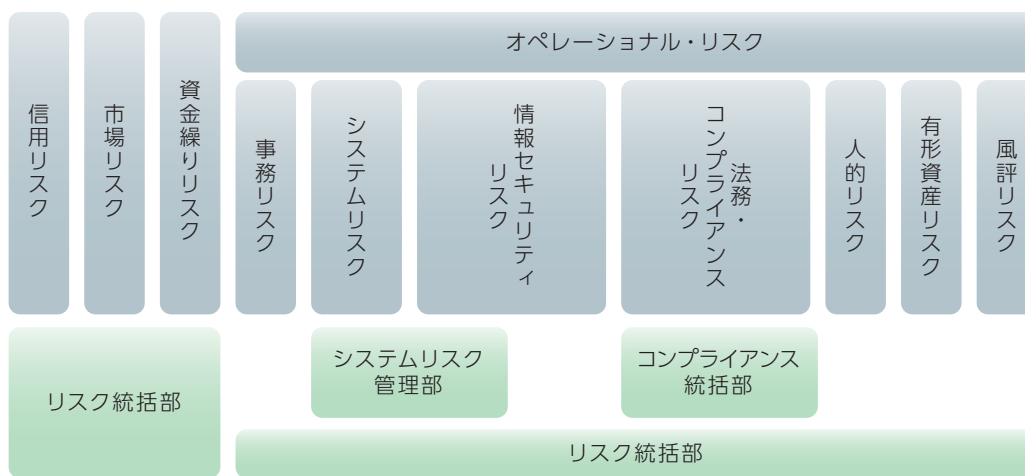 オペレーショナル・リスク
信用リスク
市場リスク
資金繰りリスク
事務リスク
システムリスク
情報セキュリティ
リスク
法務・
コンプライアンス
リスク
人的リスク
有形資産リスク
風評リスク
リスク統括部
システムリスク
管理部
コンプライアンス
統括部
リスク統括部